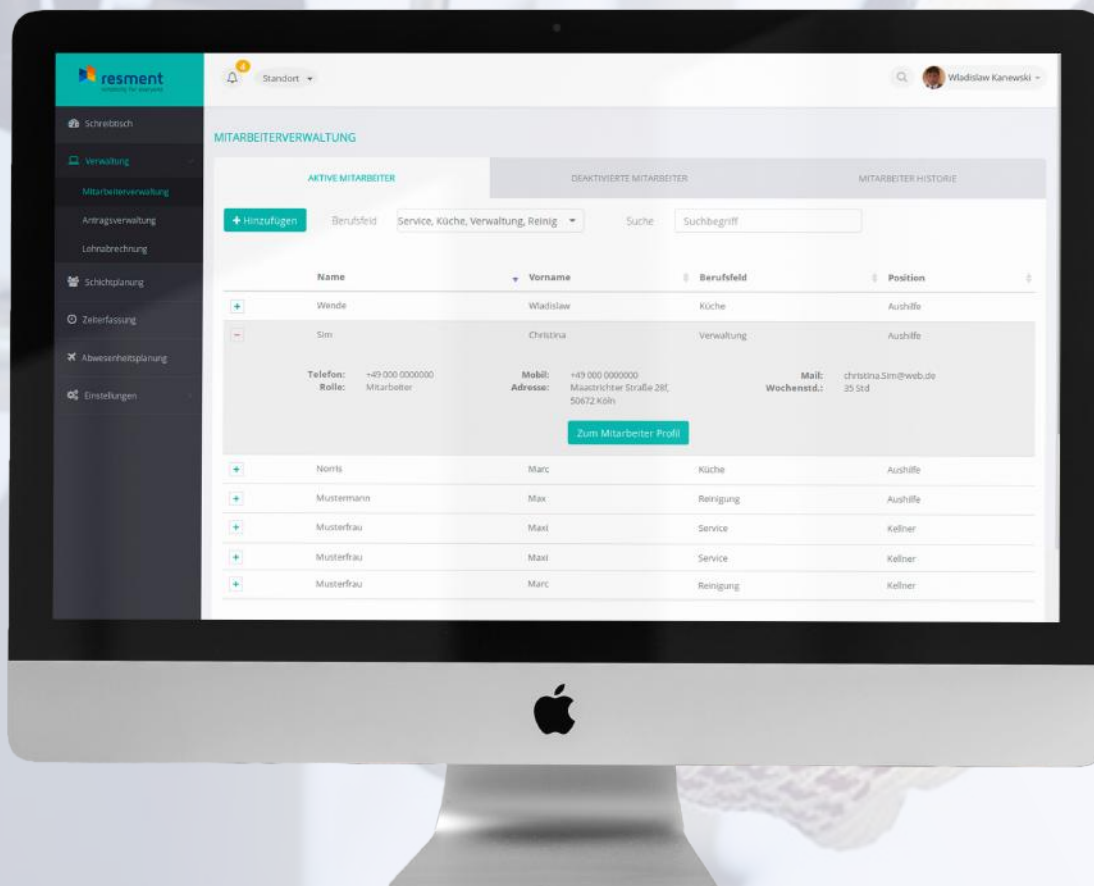 resment
simplicity for everyone
4
Standort
Wladislaw Kanewski
Schreibtisch
Verwaltung
Mitarbeiterverwaltung
Antragsverwaltung
Lohnabrechnung
Schichtplanung
Zeiterfassung
Abwesenheitsplanung
Einstellungen
MITARBEITERVERWALTUNG
AKTIVE MITARBEITER DEAKTIVIERTE MITARBEITER MITARBEITER HISTORIE
+ Hinzufügen Berufsfeld Service, Küche, Verwaltung, Reinig Suche Suchbegriff
Name Vorname Berufsfeld Position
+ Wende Wladislaw Küche Aushilfe
− Sim Christina Verwaltung Aushilfe
Telefon: +49 000 0000000 Mobil: +49 000 0000000 Mail: christina.Sim@web.de
Rolle: Mitarbeiter Adresse: Maastrichter Straße 28f, Wochenstd.: 35 Std
50672 Köln
Zum Mitarbeiter Profil
+ Norris Marc Küche Aushilfe
+ Mustermann Max Reinigung Aushilfe
+ Musterfrau Maxi Service Kellner
+ Musterfrau Maxi Service Kellner
+ Musterfrau Marc Reinigung Kellner